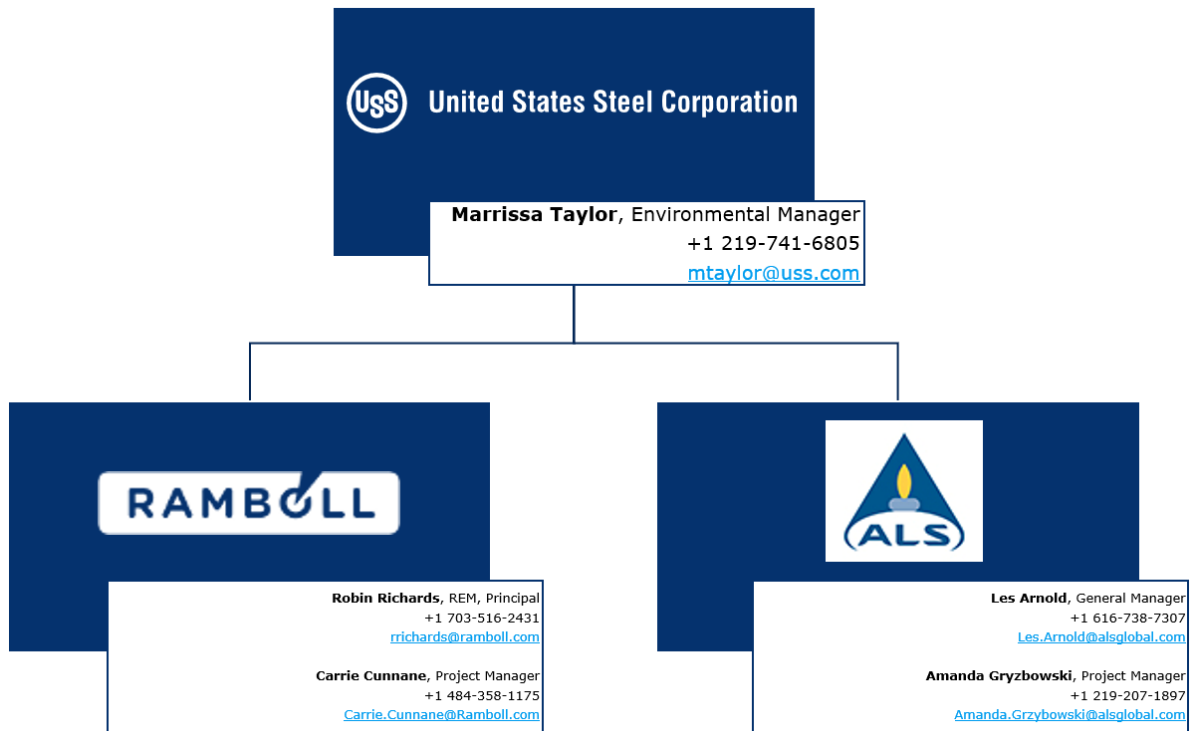 USS United States Steel Corporation
Marrissa Taylor, Environmental Manager
+1 219-741-6805
mtaylor@uss.com
RAMBOLL
Robin Richards, REM, Principal
+1 703-516-2431
rrichards@ramboll.com
Carrie Cunnane, Project Manager
+1 484-358-1175
Carrie.Cunnane@Ramboll.com
ALS
Les Arnold, General Manager
+1 616-738-7307
Les.Arnold@alsglobal.com
Amanda Gryzbowski, Project Manager
+1 219-207-1897
Amanda.Grzybowski@alsglobal.com